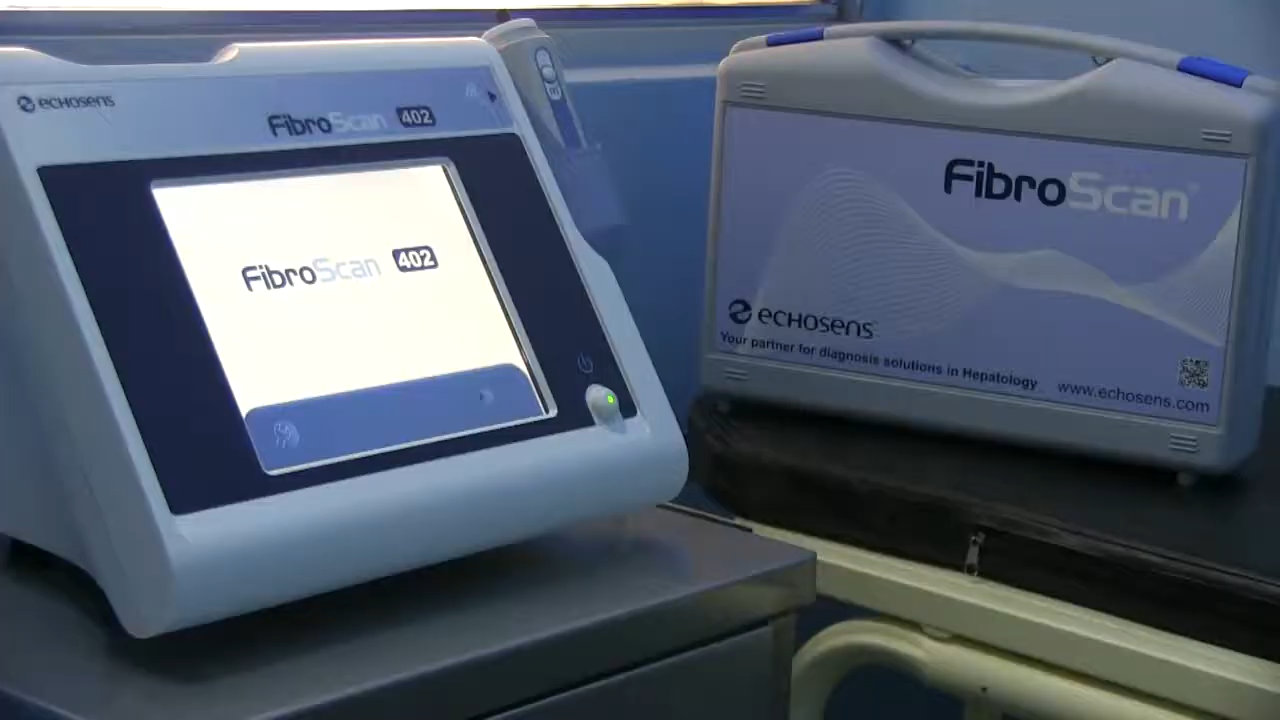 echosens
FibroScan 402
FibroScan 402
FibroScan
echosens
Your partner for diagnosis solutions in Hepatology
www.echosens.com